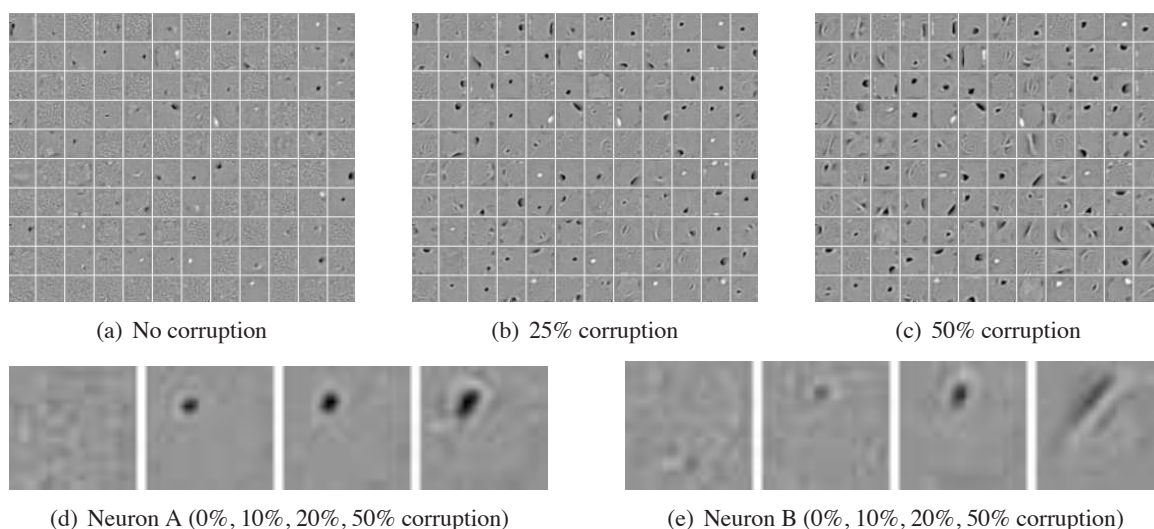 (a) No corruption
(b) 25% corruption
(c) 50% corruption
(d) Neuron A (0%, 10%, 20%, 50% corruption)
(e) Neuron B (0%, 10%, 20%, 50% corruption)